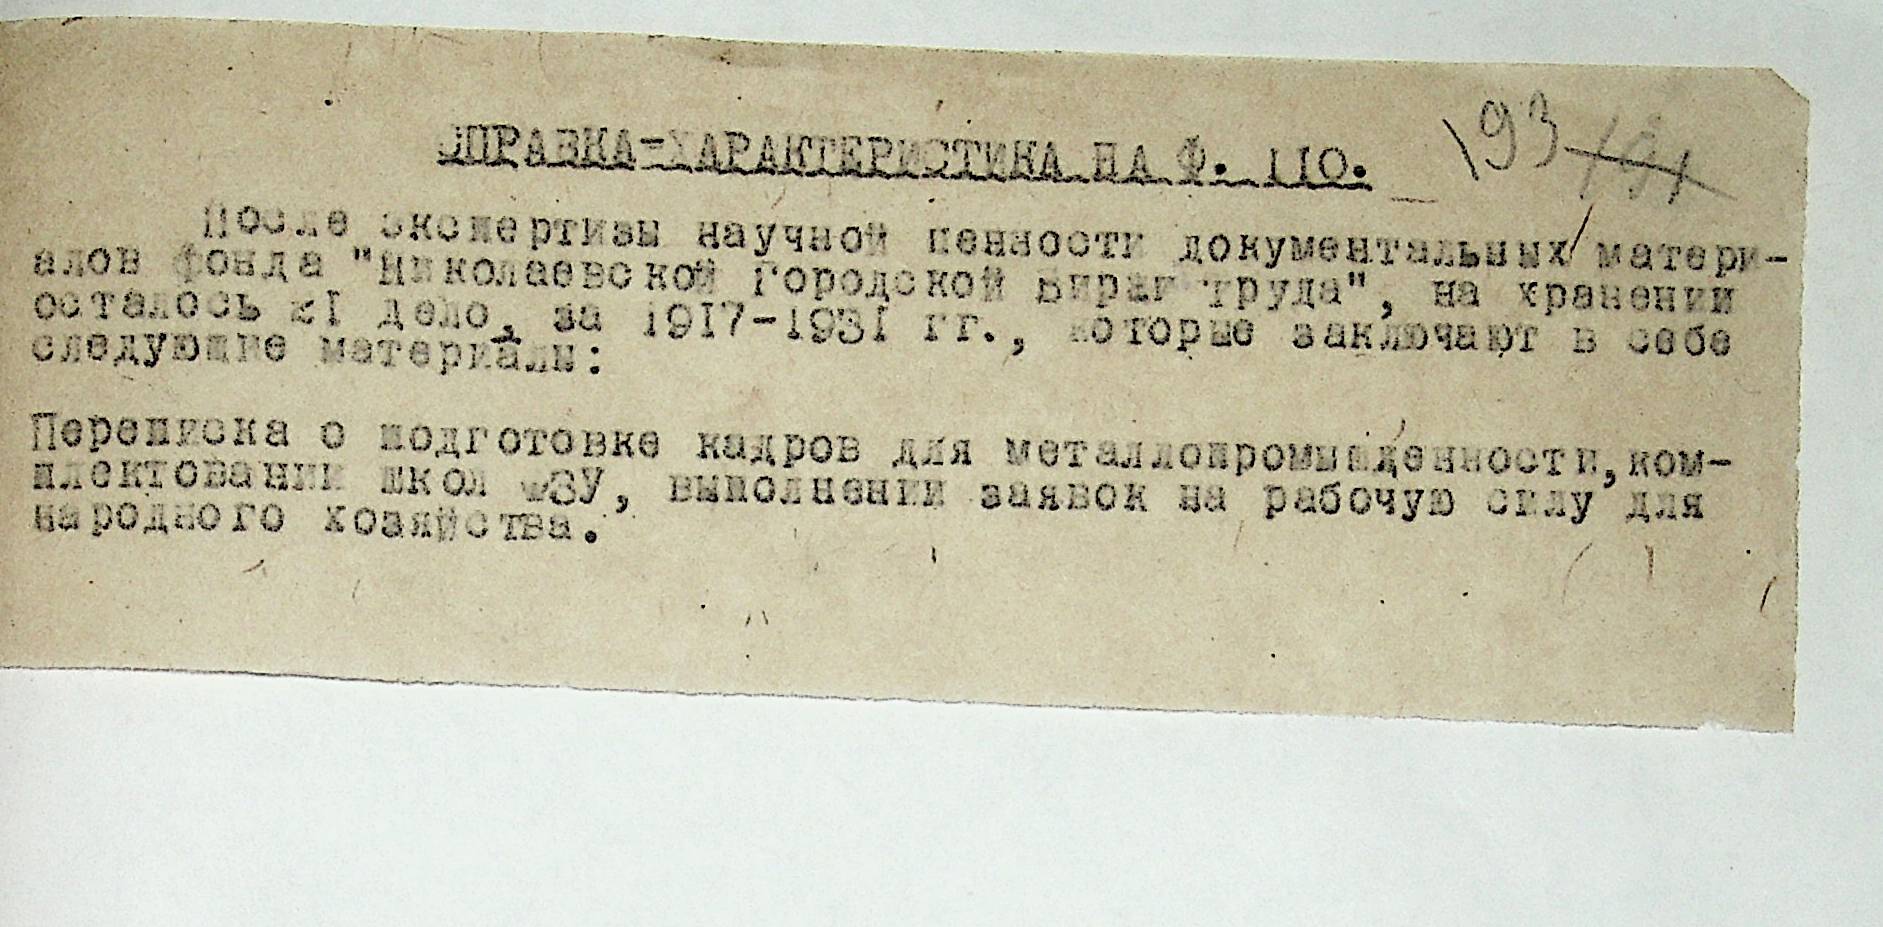 СПРАВКА-ХАРАКТЕРИСТИКА НА Ф. 110.
193
После экспертизы научной ценности документальных матери-
алов фонда "Николаевской Городской Биржи труда", на хранении
осталось 21 дело, за 1917-1931 гг., которые заключают в себе
следующие материалы:
Переписка о подготовке кадров для металлопромышленности, ком-
плектовании школ ФЗУ, выполнении заявок на рабочую силу для
народного хозяйства.